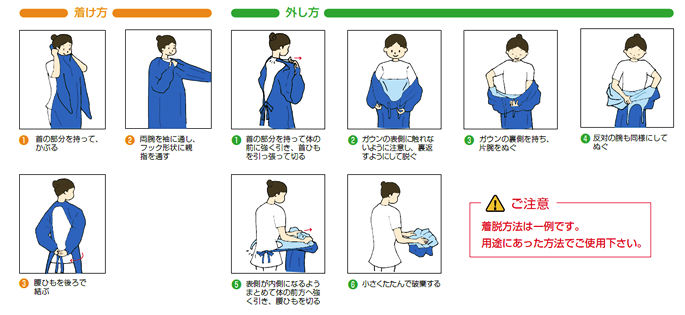 着け方
① 首の部分を持って、
かぶる
② 両腕を袖に通し、
フック形状に親
指を通す
③ 腰ひもを後ろで
結ぶ
外し方
① 首の部分を持って体の
前に強く引き、首ひも
を引っ張って切る
② ガウンの表側に触れな
いように注意し、裏返
すようにして脱ぐ
③ ガウンの裏側を持ち、
片腕をぬぐ
④ 反対の腕も同様にして
ぬぐ
⑤ 表側が内側になるよう
まとめて体の前方へ強
く引き、腰ひもを切る
⑥ 小さくたたんで破棄する
ご注意
着脱方法は一例です。
用途にあった方法でご使用下さい。